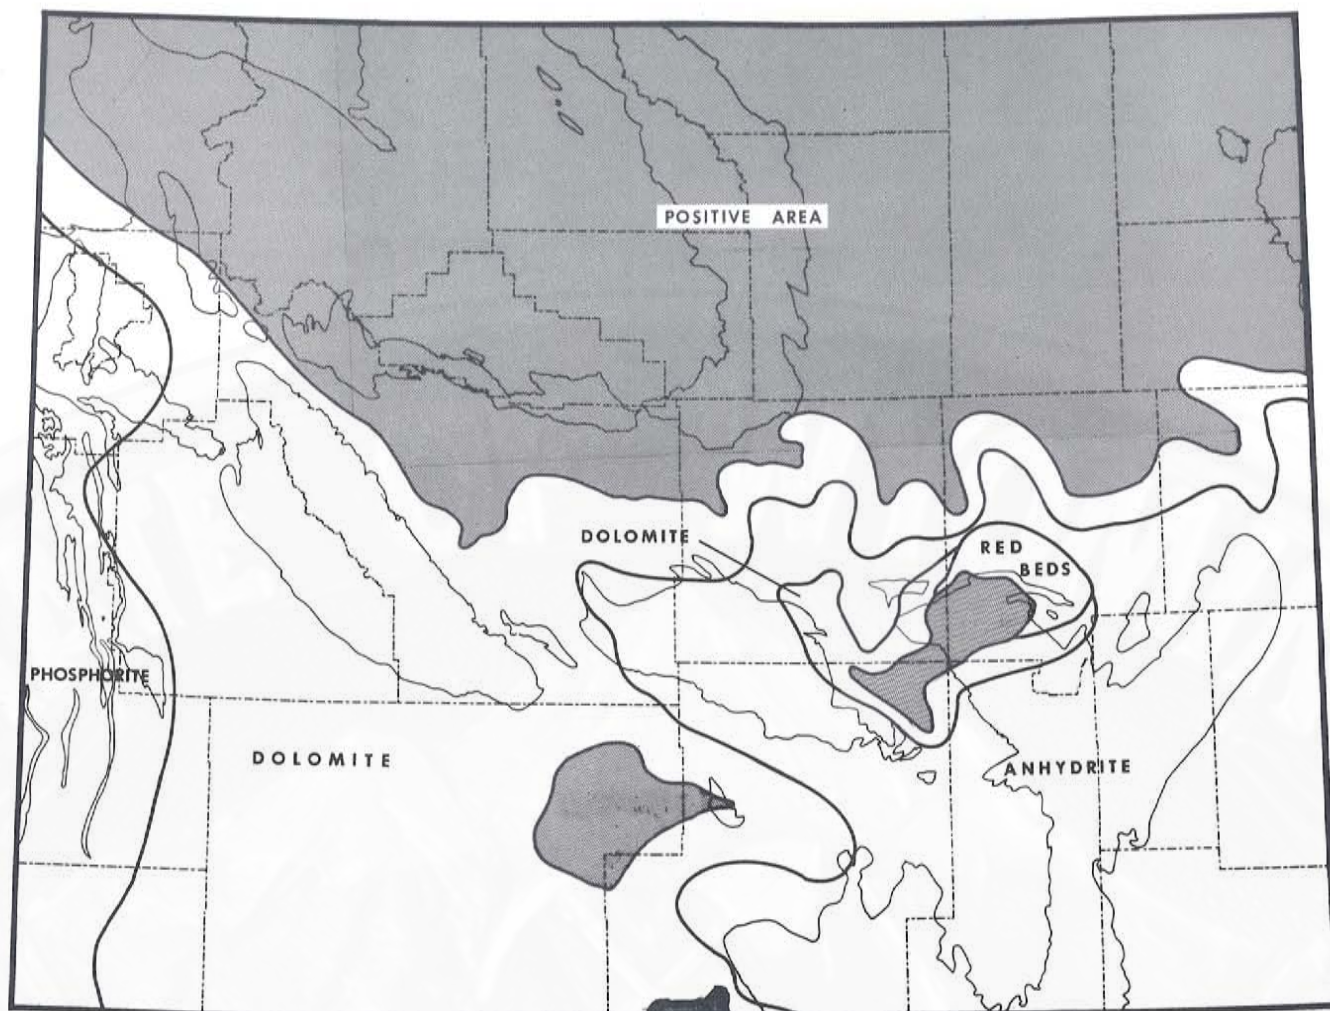 POSITIVE AREA
DOLOMITE
RED
BEDS
PHOSPHORITE
DOLOMITE
ANHYDRITE